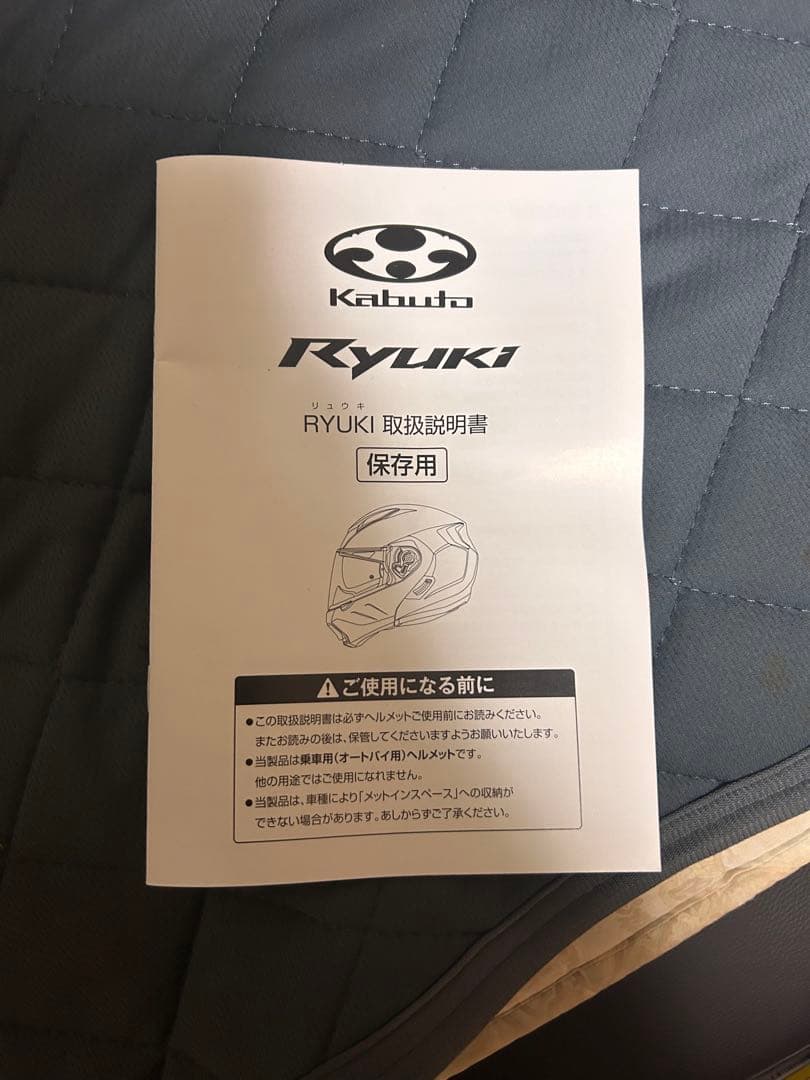 Kabuto
Ryuki
リュウキ
RYUKI 取扱説明書
保存用
ご使用になる前に
●この取扱説明書は必ずヘルメットご使用前にお読みください。
またお読みの後は、保管してくださいますようお願いいたします。
●当製品は乗車用(オートバイ用)ヘルメットです。
他の用途ではご使用になれません。
●当製品は、車種により「メットインスペース」への収納が
できない場合があります。あしからずご了承ください。